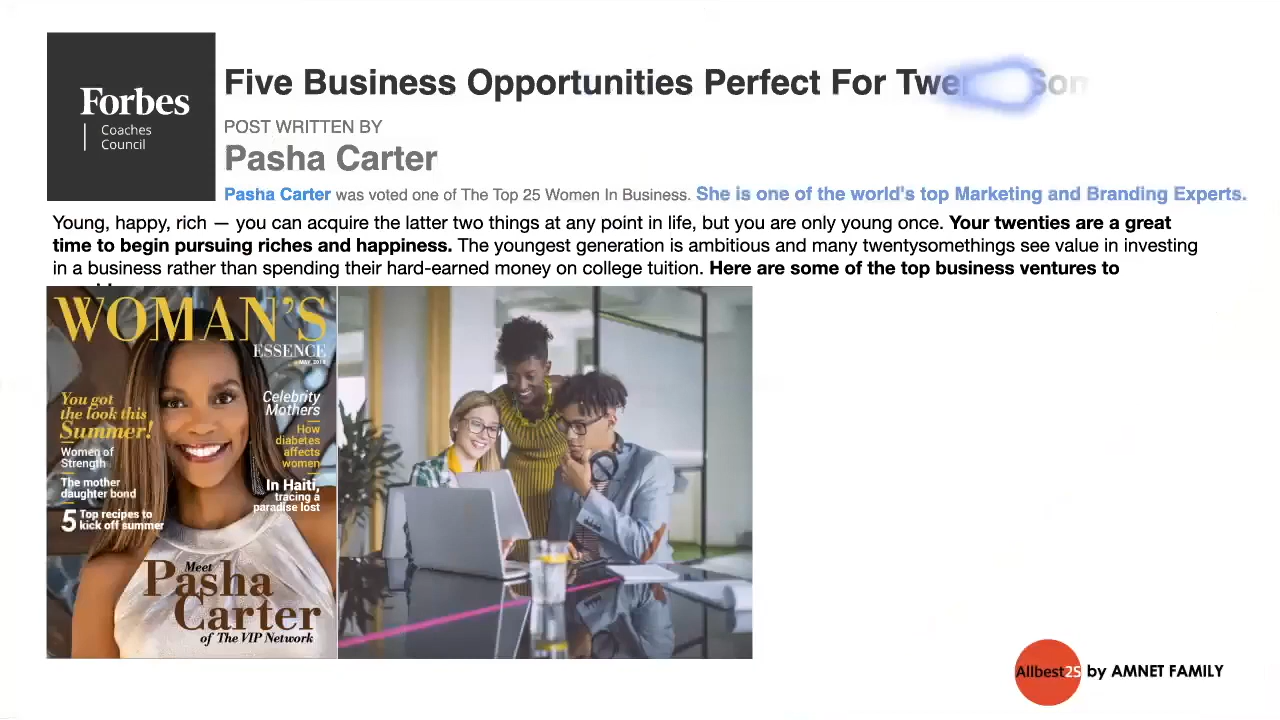 Forbes
Coaches
Council
Five Business Opportunities Perfect For
POST WRITTEN BY
Pasha Carter
Pasha Carter was voted one of The Top 25 Women In Business. She is one of the world's top Marketing and Branding Experts.
Young, happy, rich — you can acquire the latter two things at any point in life, but you are only young once. Your twenties are a great
time to begin pursuing riches and happiness. The youngest generation is ambitious and many twentysomethings see value in investing
in a business rather than spending their hard-earned money on college tuition. Here are some of the top business ventures to
WOMAN'S
ESSENCE
MAY, 2018
You got
the look this
Summer!
Women of
Strength
The mother
daughter bond
5 Top recipes to
kick off summer
Celebrity
Mothers
How
diabetes
affects
women
In Haiti,
tracing a
paradise lost
Meet
Pasha
Carter
of The VIP Network
Allbest25 by AMNET FAMILY